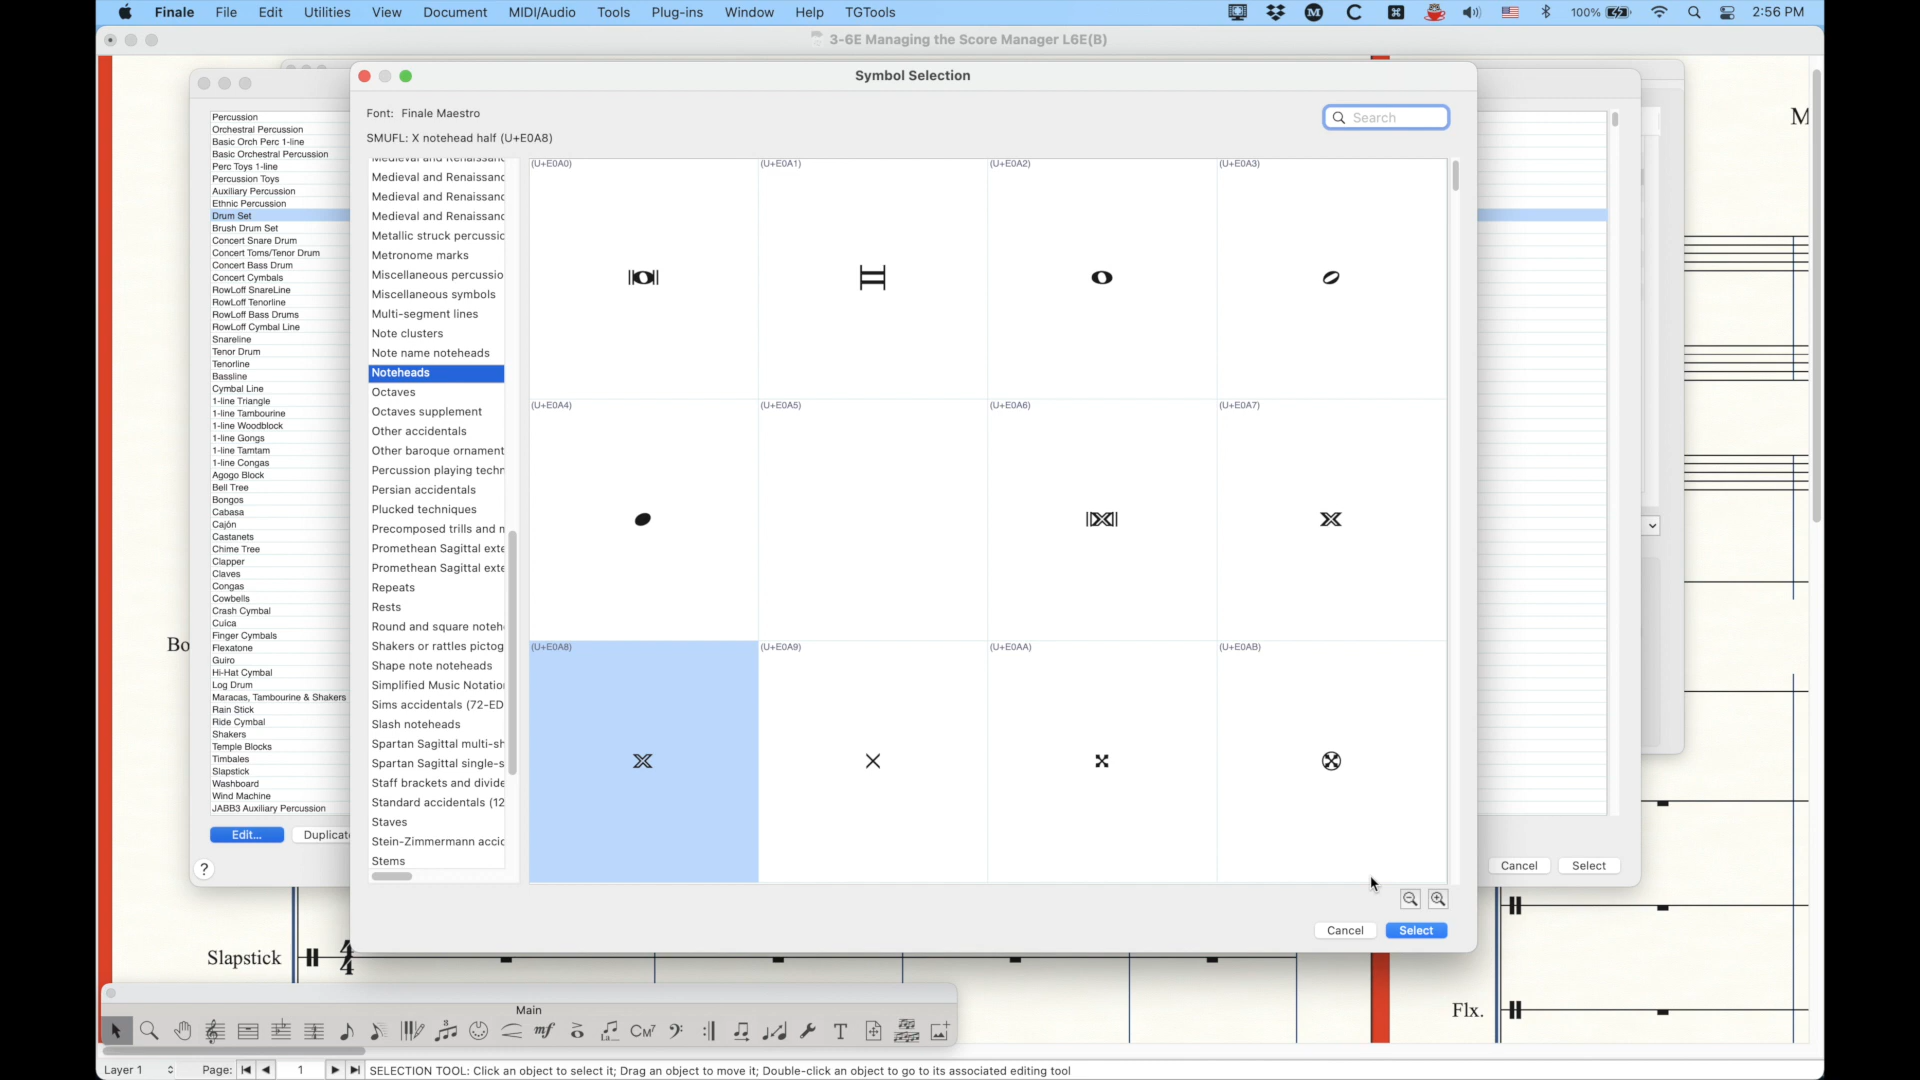 Finale File Edit Utilities View Document MIDI/Audio Tools Plug-ins Window Help TGTools 100% 2:56 PM
3-6E Managing the Score Manager L6E(B)
Symbol Selection
Font: Finale Maestro
Search
SMUFL: X notehead half (U+E0A8)
Percussion
Orchestral Percussion
Basic Orch Perc 1-line
Basic Orchestral Percussion
Perc Toys 1-line
Percussion Toys
Auxiliary Percussion
Ethnic Percussion
Drum Set
Brush Drum Set
Concert Snare Drum
Concert Toms/Tenor Drum
Concert Bass Drum
Concert Cymbals
RowLoff SnareLine
RowLoff Tenorline
RowLoff Bass Drums
RowLoff Cymbal Line
Snareline
Tenor Drum
Tenorline
Bassline
Cymbal Line
1-line Triangle
1-line Tambourine
1-line Woodblock
1-line Gongs
1-line Tamtam
1-line Congas
Agogo Block
Bell Tree
Bongos
Cabasa
Cajón
Castanets
Chime Tree
Clapper
Claves
Congas
Cowbells
Crash Cymbal
Cuica
Finger Cymbals
Flexatone
Guiro
Hi-Hat Cymbal
Log Drum
Maracas, Tambourine & Shakers
Rain Stick
Ride Cymbal
Shakers
Temple Blocks
Timbales
Slapstick
Washboard
Wind Machine
JABB3 Auxiliary Percussion
Edit... Duplicat
?
Medieval and Renaissanc
Medieval and Renaissanc
Medieval and Renaissanc
Medieval and Renaissanc
Metallic struck percussic
Metronome marks
Miscellaneous percussio
Miscellaneous symbols
Multi-segment lines
Note clusters
Note name noteheads
Noteheads
Octaves
Octaves supplement
Other accidentals
Other baroque ornament
Percussion playing techn
Persian accidentals
Plucked techniques
Precomposed trills and m
Promethean Sagittal exte
Promethean Sagittal exte
Repeats
Rests
Round and square noteh
Shakers or rattles pictog
Shape note noteheads
Simplified Music Notatio
Sims accidentals (72-ED
Slash noteheads
Spartan Sagittal multi-sh
Spartan Sagittal single-s
Staff brackets and divide
Standard accidentals (12
Staves
Stein-Zimmermann accid
Stems
(U+E0A0) (U+E0A1) (U+E0A2) (U+E0A3)
(U+E0A4) (U+E0A5) (U+E0A6) (U+E0A7)
(U+E0A8) (U+E0A9) (U+E0AA) (U+E0AB)
Cancel Select
Cancel Select
M
Bo
Slapstick 4 4
Flx.
Main
mf CM7 T
Layer 1 Page: 1 SELECTION TOOL: Click an object to select it; Drag an object to move it; Double-click an object to go to its associated editing tool